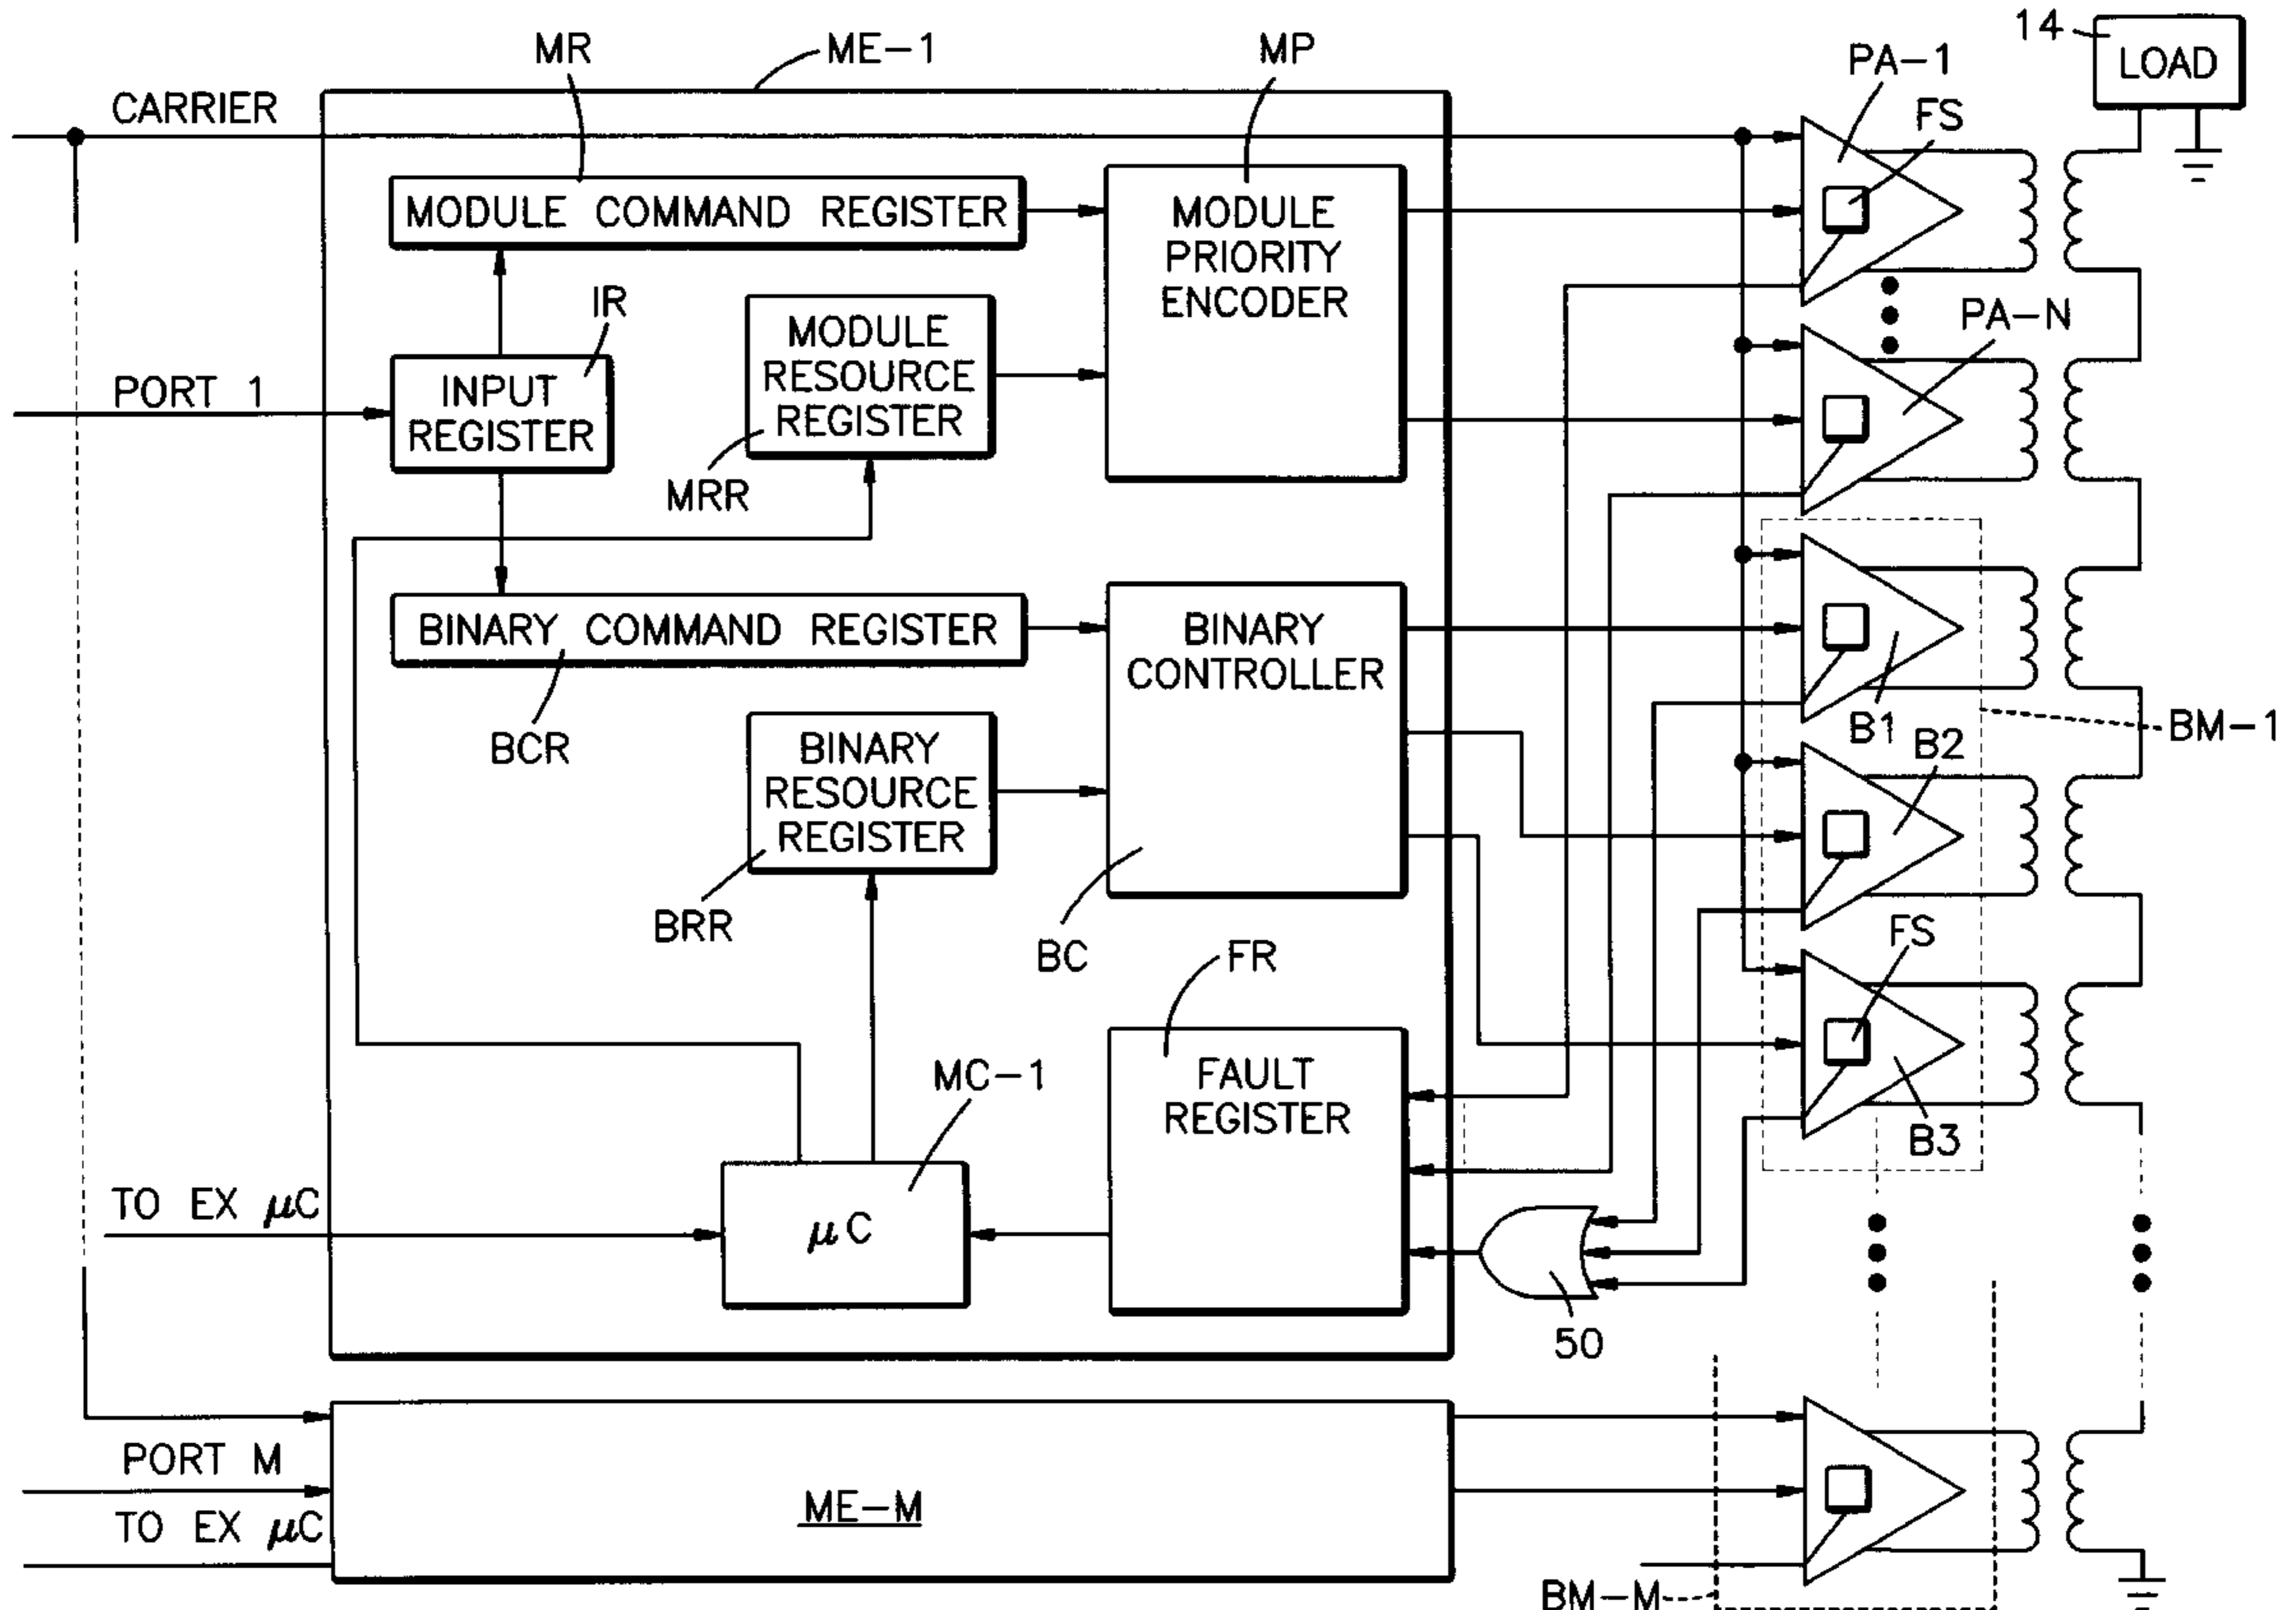 14
LOAD
MR
ME-1
MP
PA-1
FS
CARRIER
MODULE COMMAND REGISTER
MODULE
PRIORITY
ENCODER
IR
MODULE
RESOURCE
REGISTER
PA-N
PORT 1
INPUT
REGISTER
MRR
BINARY COMMAND REGISTER
BINARY
CONTROLLER
BCR
B1
BM-1
BINARY
RESOURCE
REGISTER
B2
BRR
BC
FR
FS
MC-1
FAULT
REGISTER
B3
TO EX μC
μC
50
PORT M
ME-M
TO EX μC
BM-M